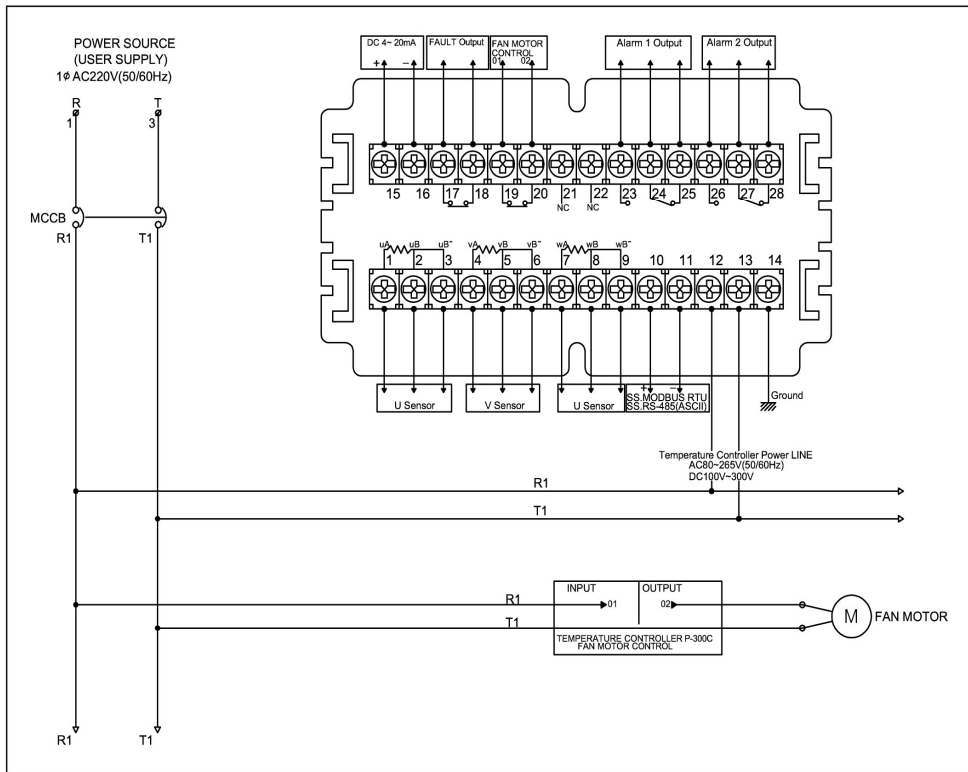 POWER SOURCE
(USER SUPPLY)
1ø AC220V(50/60Hz)
R
T
1
3
MCCB
R1
T1
DC 4~ 20mA
+ −
FAULT Output
FAN MOTOR
CONTROL
01 02
Alarm 1 Output
Alarm 2 Output
15 16 17 18 19 20 21 22 23 24 25 26 27 28
NC NC
uA uB uB~ vA vB vB~ wA wB wB~
1 2 3 4 5 6 7 8 9 10 11 12 13 14
U Sensor
V Sensor
U Sensor
+ −
SS.MODBUS RTU
SS.RS-485(ASCII)
Ground
Temperature Controller Power LINE
AC80~265V(50/60Hz)
DC100V~300V
R1
T1
INPUT
OUTPUT
R1
01
02
T1
TEMPERATURE CONTROLLER P-300C
FAN MOTOR CONTROL
M
FAN MOTOR
R1
T1